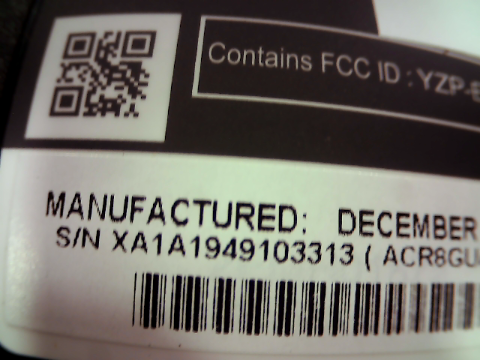 Contains FCC ID : YZP-
MANUFACTURED: DECEMBER
S/N XA1A1949103313 ( ACR8GU